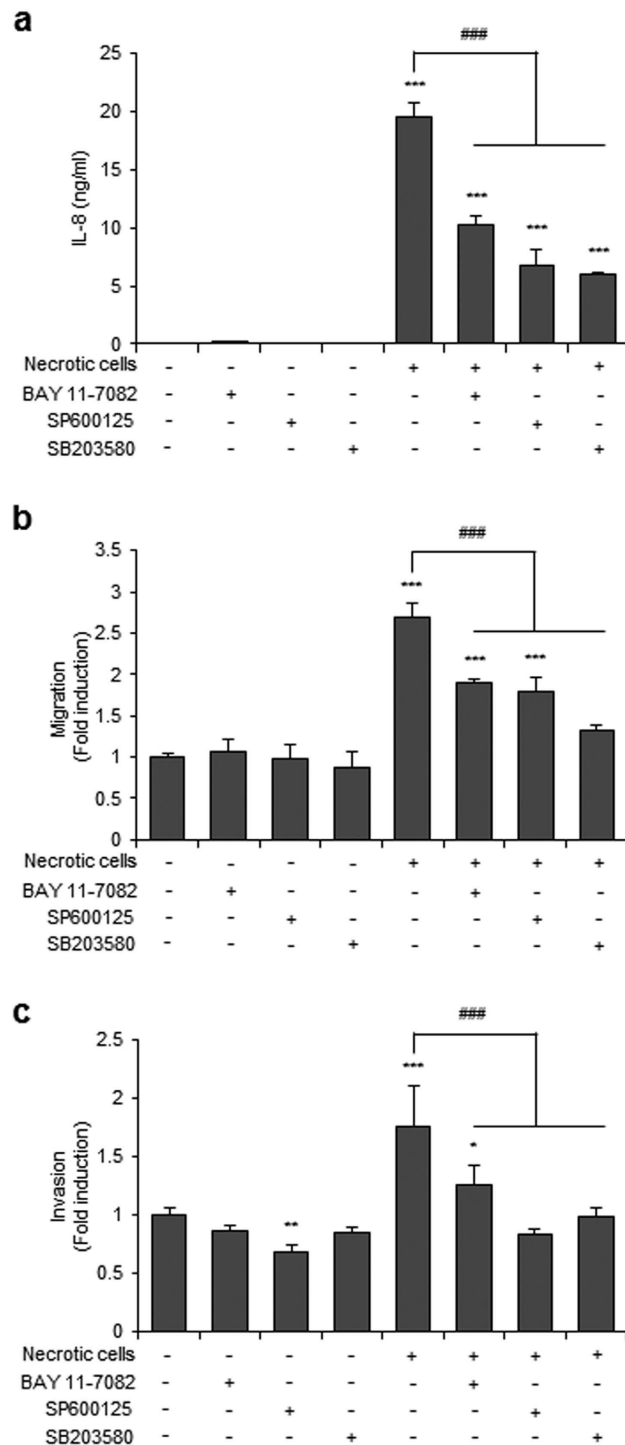 a
###
25
20
15
10
5
0
IL-8 (ng/ml)
***
***
***
***
Necrotic cells - - - - + + + +
BAY 11-7082 - + - - - + - -
SP600125 - - + - - - + -
SB203580 - - - + - - - +
b
###
3.5
3
2.5
2
1.5
1
0.5
0
Migration
(Fold induction)
***
***
***
Necrotic cells - - - - + + + +
BAY 11-7082 - + - - - + - -
SP600125 - - + - - - + -
SB203580 - - - + - - - +
c
###
2.5
2
1.5
1
0.5
0
Invasion
(Fold induction)
**
***
*
Necrotic cells - - - - + + + +
BAY 11-7082 - + - - - + - -
SP600125 - - + - - - + -
SB203580 - - - + - - - +